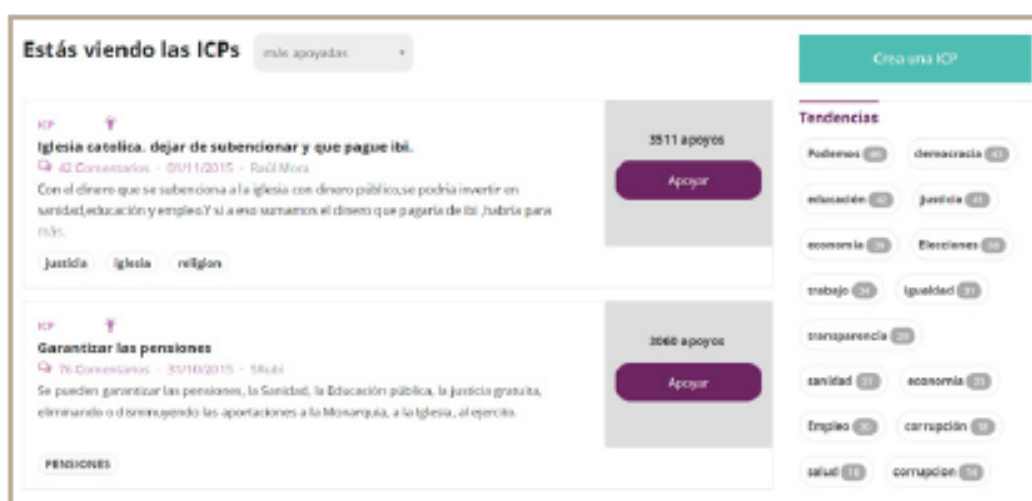 Estás viendo las ICPs
más apoyadas
Crea una ICP
ICP
Iglesia catolica. dejar de subencionar y que pague ibi.
42 Comentarios - 01/11/2015 - Raúl Mora
Con el dinero que se subenciona a la iglesia con dinero público,se podria invertir en
sanidad,educación y empleo.Y si a eso sumamos el dinero que pagaria de ibi ,habria para
más.
justicia iglesia religion
3511 apoyos
Apoyar
ICP
Garantizar las pensiones
76 Comentarios - 31/10/2015 -
Se pueden garantizar las pensiones, la Sanidad, la Educación pública, la justicia gratuita,
eliminando o disminuyendo las aportaciones a la Monarquia, a la Iglesia, al ejercito.
PENSIONES
3060 apoyos
Apoyar
Tendencias
Podemos democracia
educación justicia
economía Elecciones
trabajo igualdad
transparencia
sanidad economia
Empleo corrupción
salud corrupcion